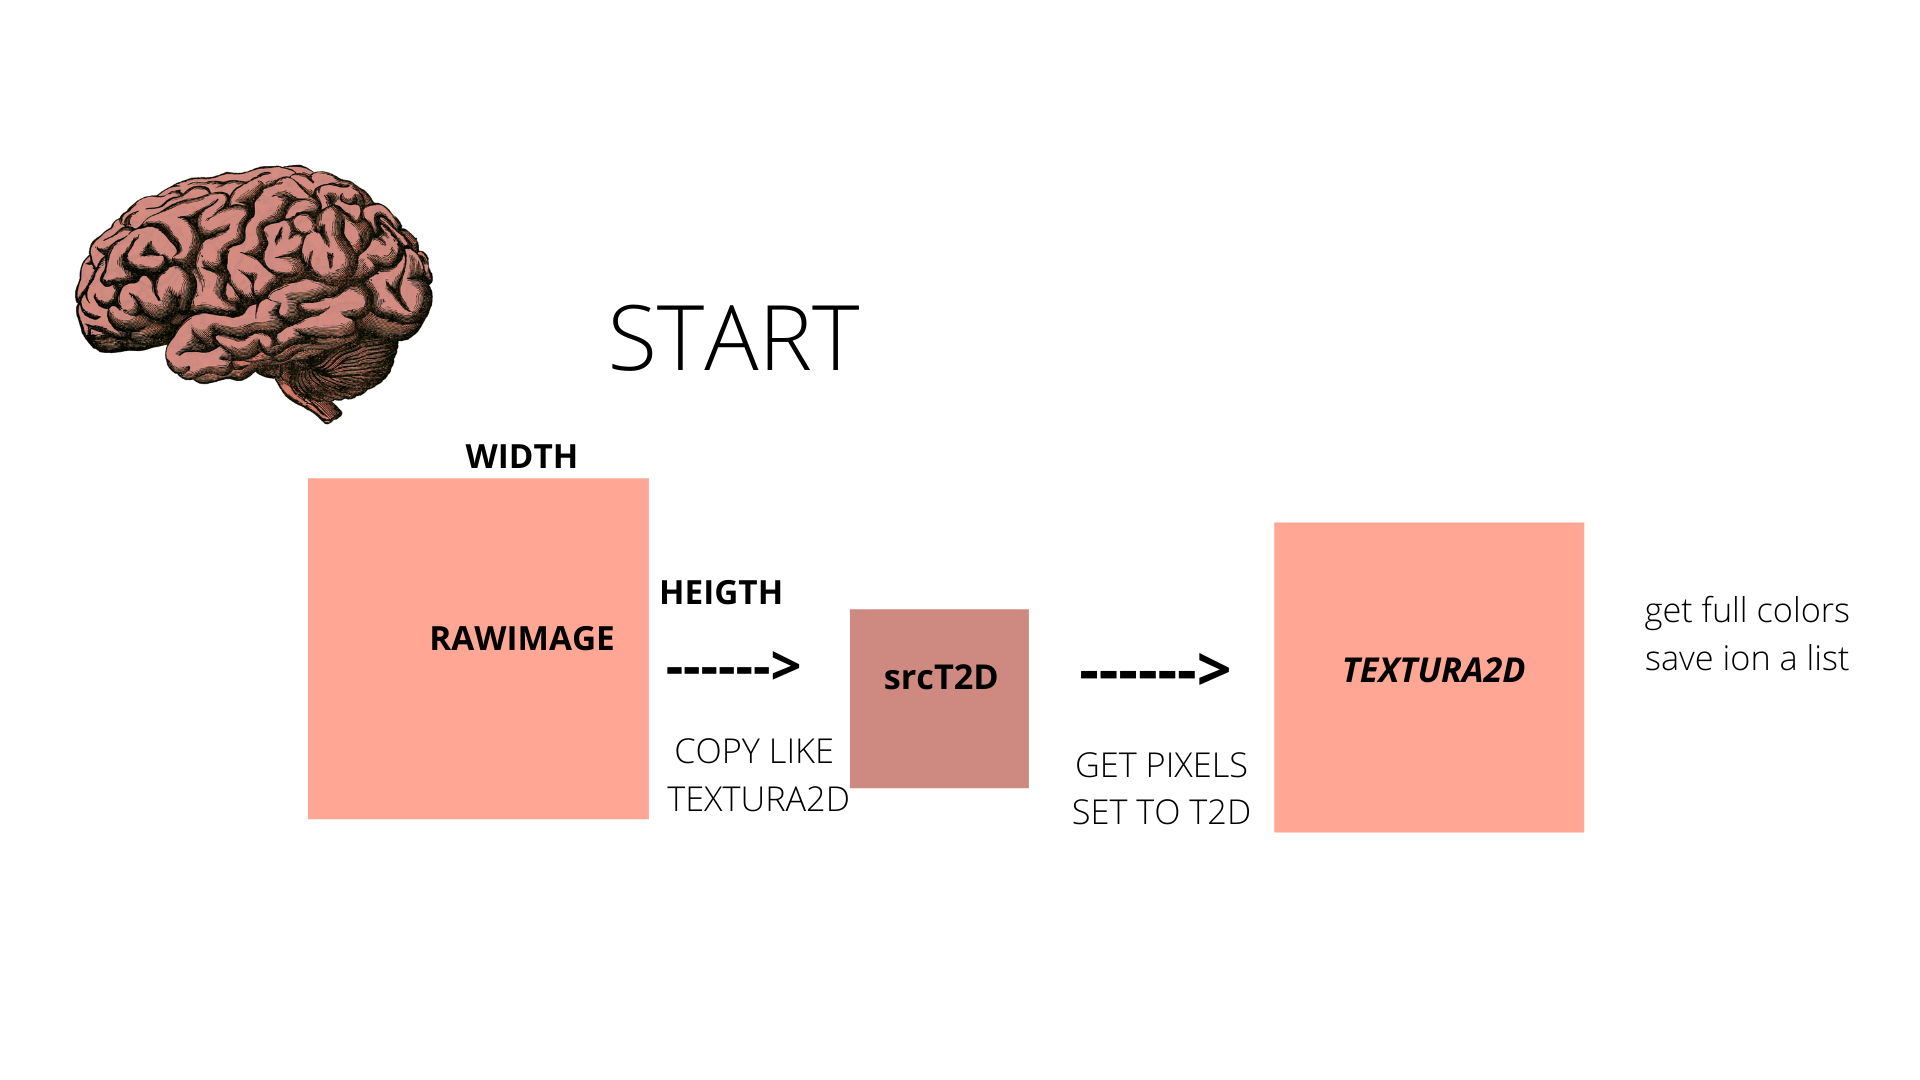 START
WIDTH
RAWIMAGE
HEIGTH
------>
COPY LIKE
TEXTURA2D
srcT2D
------>
GET PIXELS
SET TO T2D
TEXTURA2D
get full colors
save ion a list